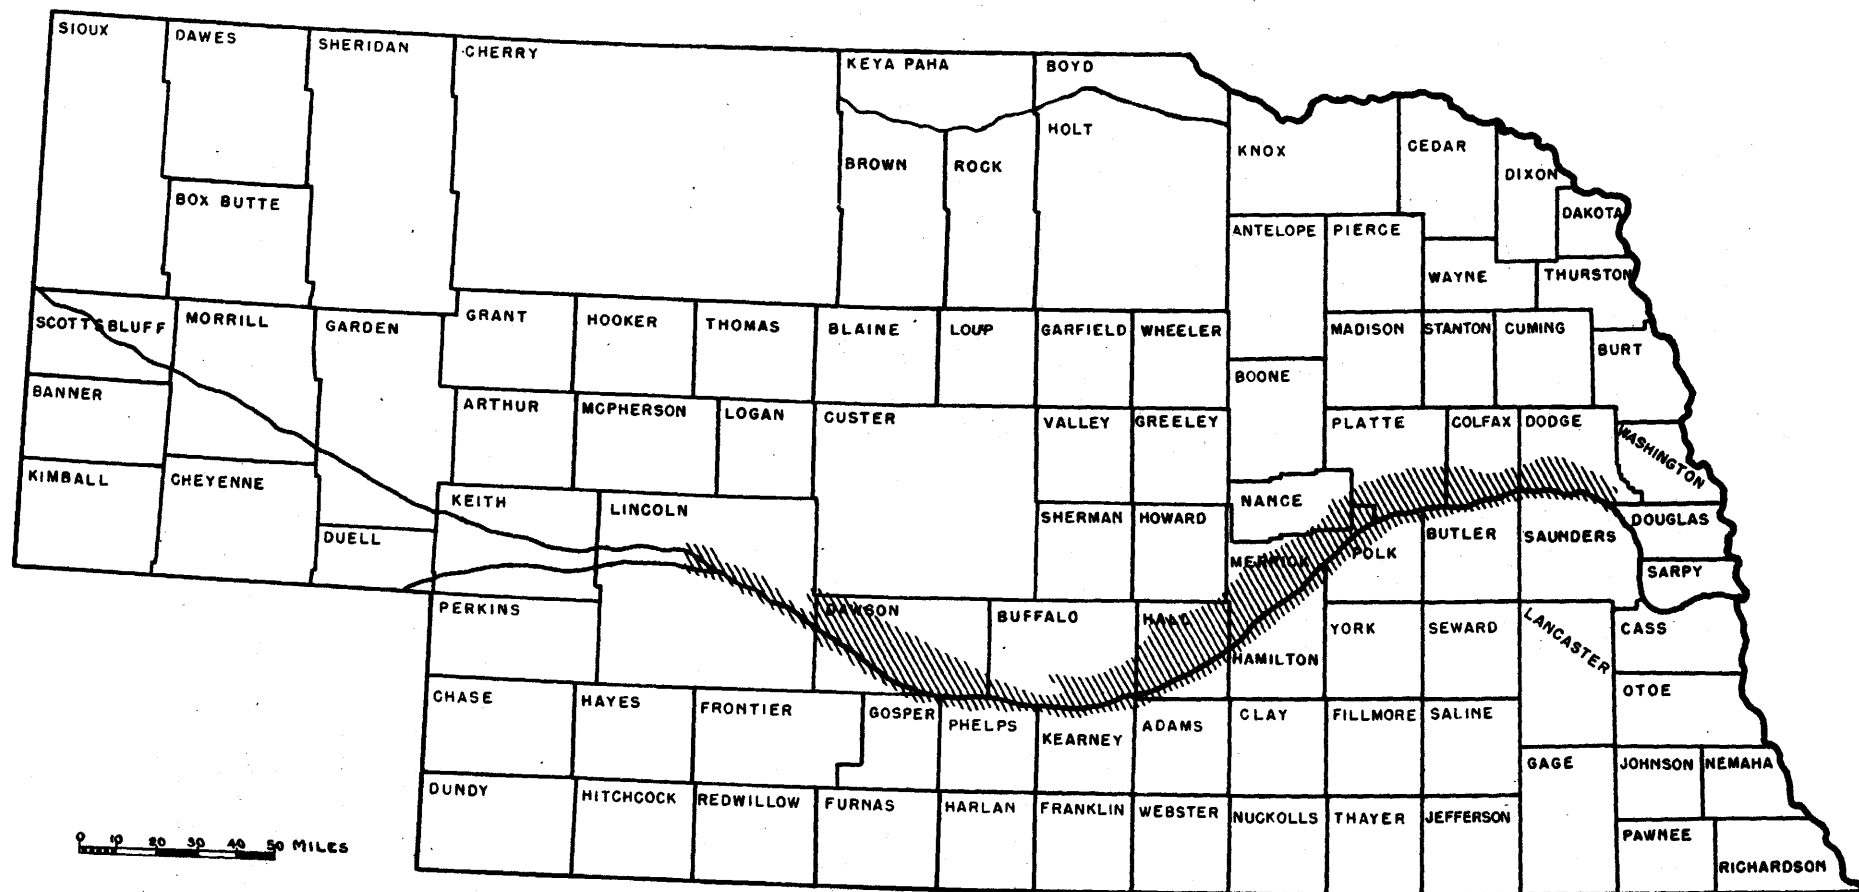 SIOUX
DAWES
SHERIDAN
CHERRY
KEYA PAHA
BOYD
HOLT
KNOX
CEDAR
DIXON
DAKOTA
BROWN
ROCK
BOX BUTTE
ANTELOPE
PIERCE
WAYNE
THURSTON
SCOTTSBLUFF
MORRILL
GARDEN
GRANT
HOOKER
THOMAS
BLAINE
LOUP
GARFIELD
WHEELER
MADISON
STANTON
CUMING
BURT
BANNER
BOONE
ARTHUR
MCPHERSON
LOGAN
CUSTER
VALLEY
GREELEY
PLATTE
COLFAX
DODGE
WASHINGTON
KIMBALL
CHEYENNE
KEITH
LINCOLN
NANCE
SHERMAN
HOWARD
DUELL
MERRICK
POLK
BUTLER
SAUNDERS
DOUGLAS
SARPY
PERKINS
DAWSON
BUFFALO
HALL
HAMILTON
YORK
SEWARD
LANCASTER
CASS
CHASE
HAYES
FRONTIER
GOSPER
PHELPS
KEARNEY
ADAMS
CLAY
FILLMORE
SALINE
OTOE
GAGE
JOHNSON
NEMAHA
DUNDY
HITCHCOCK
REDWILLOW
FURNAS
HARLAN
FRANKLIN
WEBSTER
NUCKOLLS
THAYER
JEFFERSON
PAWNEE
RICHARDSON
0 10 20 30 40 50 MILES